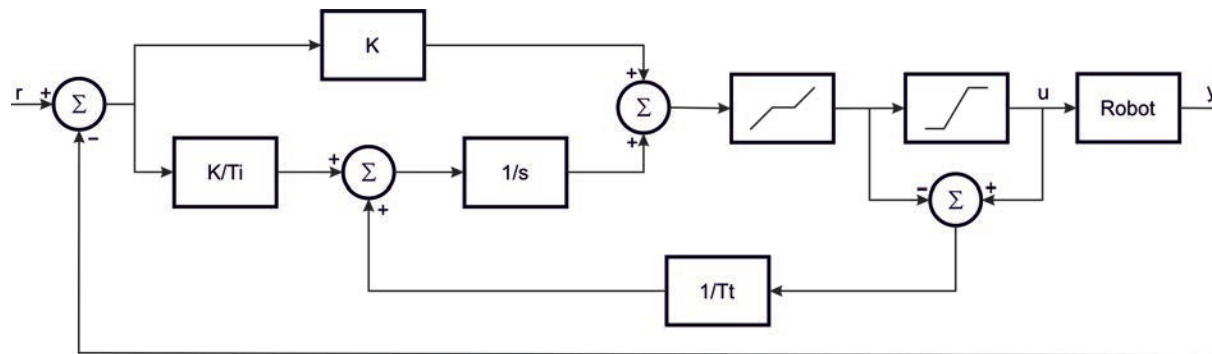 K
+
r + Σ
−
+
Σ
+
u
Robot
y
K/Ti
+ Σ
+
1/s
- Σ +
1/Tt